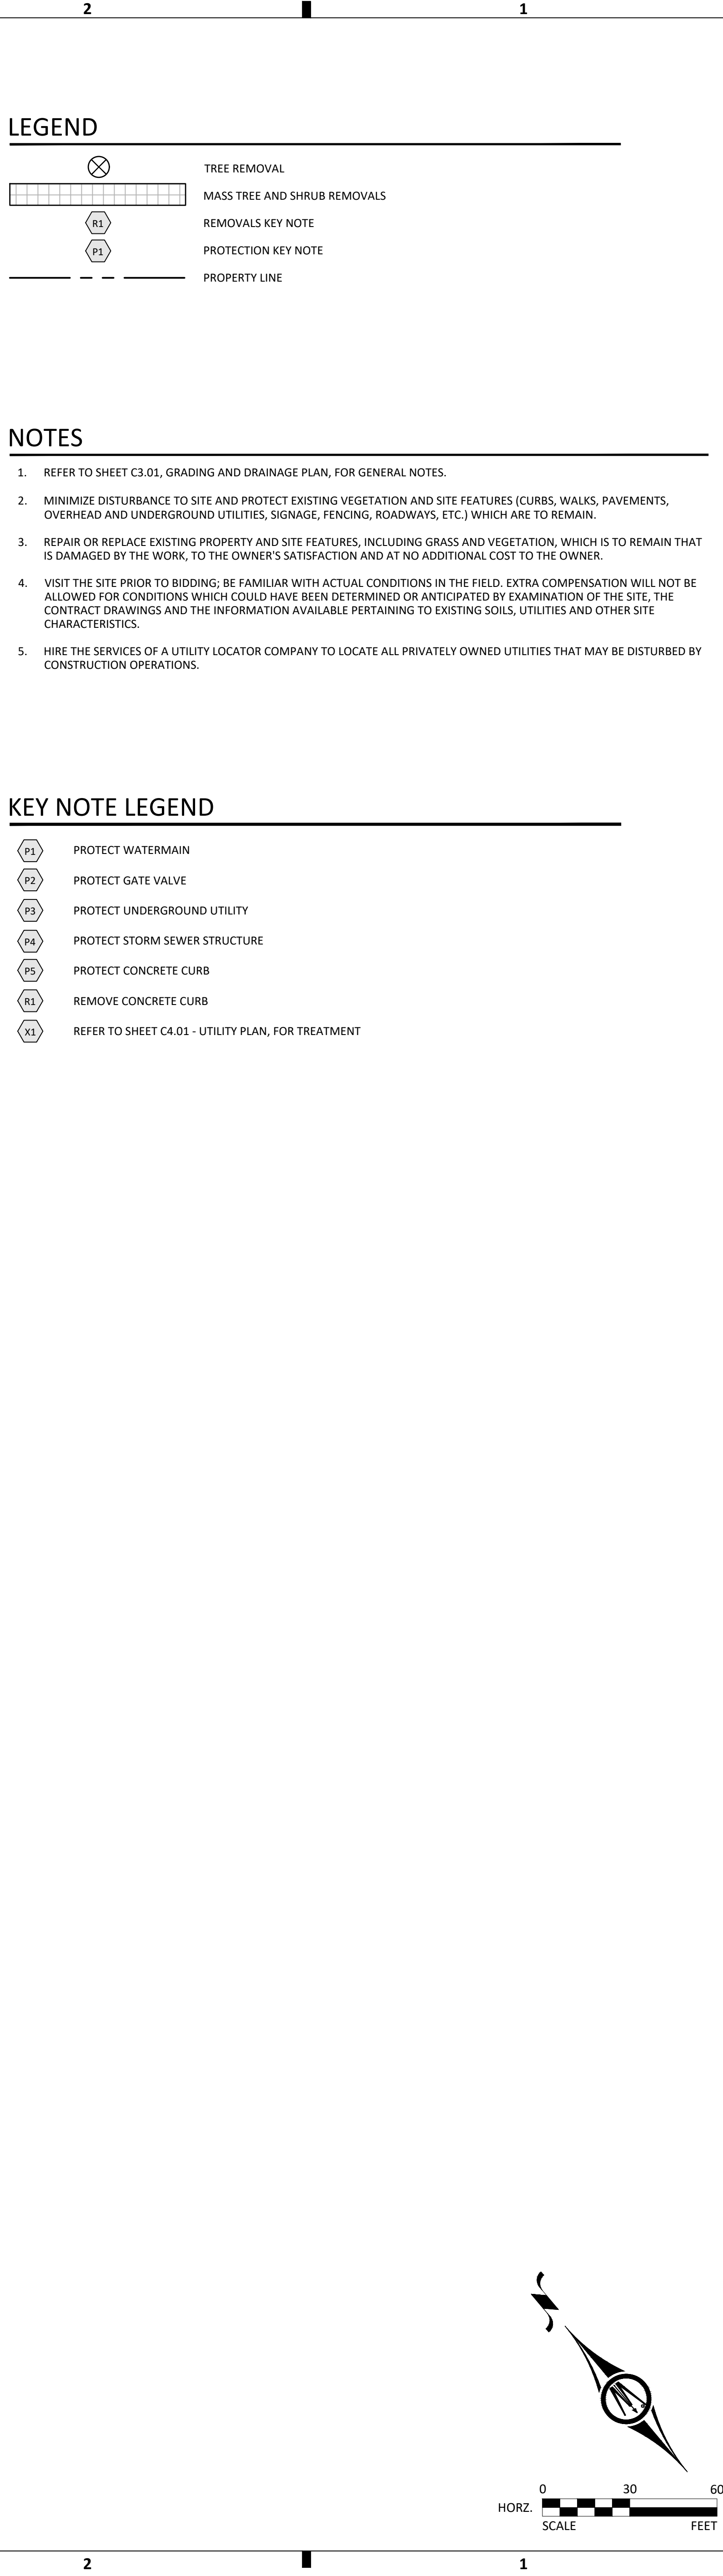 2 1
LEGEND
TREE REMOVAL
MASS TREE AND SHRUB REMOVALS
R1 REMOVALS KEY NOTE
P1 PROTECTION KEY NOTE
PROPERTY LINE
NOTES
1. REFER TO SHEET C3.01, GRADING AND DRAINAGE PLAN, FOR GENERAL NOTES.
2. MINIMIZE DISTURBANCE TO SITE AND PROTECT EXISTING VEGETATION AND SITE FEATURES (CURBS, WALKS, PAVEMENTS,
OVERHEAD AND UNDERGROUND UTILITIES, SIGNAGE, FENCING, ROADWAYS, ETC.) WHICH ARE TO REMAIN.
3. REPAIR OR REPLACE EXISTING PROPERTY AND SITE FEATURES, INCLUDING GRASS AND VEGETATION, WHICH IS TO REMAIN THAT
IS DAMAGED BY THE WORK, TO THE OWNER'S SATISFACTION AND AT NO ADDITIONAL COST TO THE OWNER.
4. VISIT THE SITE PRIOR TO BIDDING; BE FAMILIAR WITH ACTUAL CONDITIONS IN THE FIELD. EXTRA COMPENSATION WILL NOT BE
ALLOWED FOR CONDITIONS WHICH COULD HAVE BEEN DETERMINED OR ANTICIPATED BY EXAMINATION OF THE SITE, THE
CONTRACT DRAWINGS AND THE INFORMATION AVAILABLE PERTAINING TO EXISTING SOILS, UTILITIES AND OTHER SITE
CHARACTERISTICS.
5. HIRE THE SERVICES OF A UTILITY LOCATOR COMPANY TO LOCATE ALL PRIVATELY OWNED UTILITIES THAT MAY BE DISTURBED BY
CONSTRUCTION OPERATIONS.
KEY NOTE LEGEND
P1 PROTECT WATERMAIN
P2 PROTECT GATE VALVE
P3 PROTECT UNDERGROUND UTILITY
P4 PROTECT STORM SEWER STRUCTURE
P5 PROTECT CONCRETE CURB
R1 REMOVE CONCRETE CURB
X1 REFER TO SHEET C4.01 - UTILITY PLAN, FOR TREATMENT
N
0 30 60
HORZ.
SCALE FEET
2 1